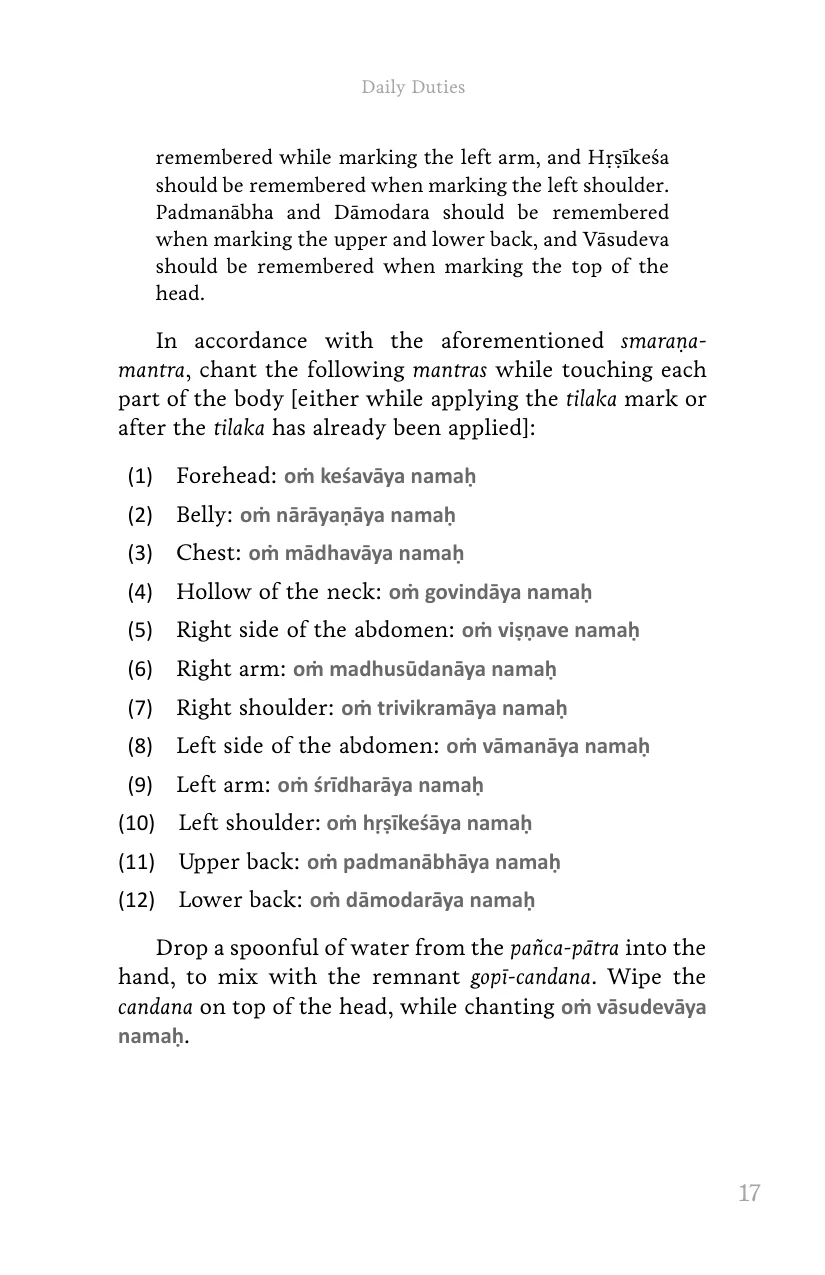 Daily Duties
remembered while marking the left arm, and Hṛṣīkeśa
should be remembered when marking the left shoulder.
Padmanābha and Dāmodara should be remembered
when marking the upper and lower back, and Vāsudeva
should be remembered when marking the top of the
head.
In accordance with the aforementioned smaraṇa-
mantra, chant the following mantras while touching each
part of the body [either while applying the tilaka mark or
after the tilaka has already been applied]:
(1) Forehead: oṁ keśavāya namaḥ
(2) Belly: oṁ nārāyaṇāya namaḥ
(3) Chest: oṁ mādhavāya namaḥ
(4) Hollow of the neck: oṁ govindāya namaḥ
(5) Right side of the abdomen: oṁ viṣṇave namaḥ
(6) Right arm: oṁ madhusūdanāya namaḥ
(7) Right shoulder: oṁ trivikramāya namaḥ
(8) Left side of the abdomen: oṁ vāmanāya namaḥ
(9) Left arm: oṁ śrīdharāya namaḥ
(10) Left shoulder: oṁ hṛṣīkeśāya namaḥ
(11) Upper back: oṁ padmanābhāya namaḥ
(12) Lower back: oṁ dāmodarāya namaḥ
Drop a spoonful of water from the pañca-pātra into the
hand, to mix with the remnant gopī-candana. Wipe the
candana on top of the head, while chanting oṁ vāsudevāya
namaḥ.
17